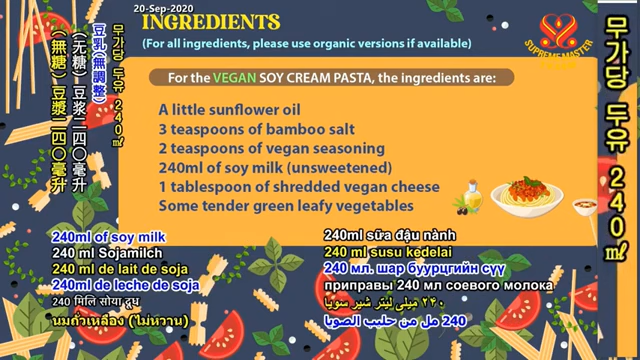 20-Sep-2020
INGREDIENTS
(For all ingredients, please use organic versions if available)
SUPREME MASTER
For the VEGAN SOY CREAM PASTA, the ingredients are:
A little sunflower oil
3 teaspoons of bamboo salt
2 teaspoons of vegan seasoning
240ml of soy milk (unsweetened)
1 tablespoon of shredded vegan cheese
Some tender green leafy vegetables
(無糖)豆漿二四〇毫升
(无糖)豆浆二四〇毫升
豆乳(無調整)
무가당 두유 240㎖
무가당 두유 240㎖
240ml of soy milk
240 ml Sojamilch
240 ml de lait de soja
240ml de leche de soja
240 मिलि सोया दूध
นมถั่วเหลือง (ไม่หวาน)
240ml sữa đậu nành
240 ml susu kedelai
240 мл. шар буурцгийн сүү
приправы 240 мл соевого молока
۲۴۰ میلی لیتر شیر سویا
240 مل من حليب الصويا